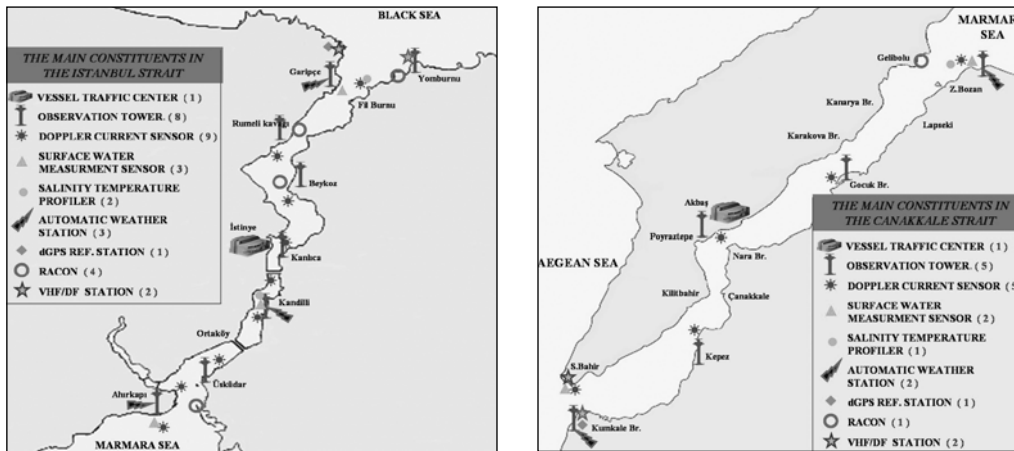 BLACK SEA
THE MAIN CONSTITUENTS IN
THE ISTANBUL STRAIT
VESSEL TRAFFIC CENTER ( 1 )
OBSERVATION TOWER. ( 8 )
DOPPLER CURRENT SENSOR ( 9 )
SURFACE WATER
MEASURMENT SENSOR ( 3 )
SALINITY TEMPERATURE
PROFILER ( 2 )
AUTOMATIC WEATHER
STATION ( 3 )
dGPS REF. STATION ( 1 )
RACON ( 4 )
VHF/DF STATION ( 2 )
Garipçe
Yomburnu
Fil Burnu
Rumeli kavağı
Beykoz
İstinye
Kanlıca
Kandilli
Ortaköy
Üsküdar
Ahırkapı
MARMARA SEA
MARMAR
SEA
Gelibolu
Z.Bozan
Kanarya Br.
Lapseki
Karakova Br.
Gocuk Br.
Akbaş
Poyraztepe
Nara Br.
AEGEAN SEA
Kilitbahir
Çanakkale
Kepez
S.Bahir
Kumkale Br.
THE MAIN CONSTITUENTS IN
THE CANAKKALE STRAIT
VESSEL TRAFFIC CENTER ( 1 )
OBSERVATION TOWER. ( 5 )
DOPPLER CURRENT SENSOR ( 5
SURFACE WATER
MEASURMENT SENSOR ( 2 )
SALINITY TEMPERATURE
PROFILER ( 1 )
AUTOMATIC WEATHER
STATION ( 2 )
dGPS REF. STATION ( 1 )
RACON ( 1 )
VHF/DF STATION ( 2 )